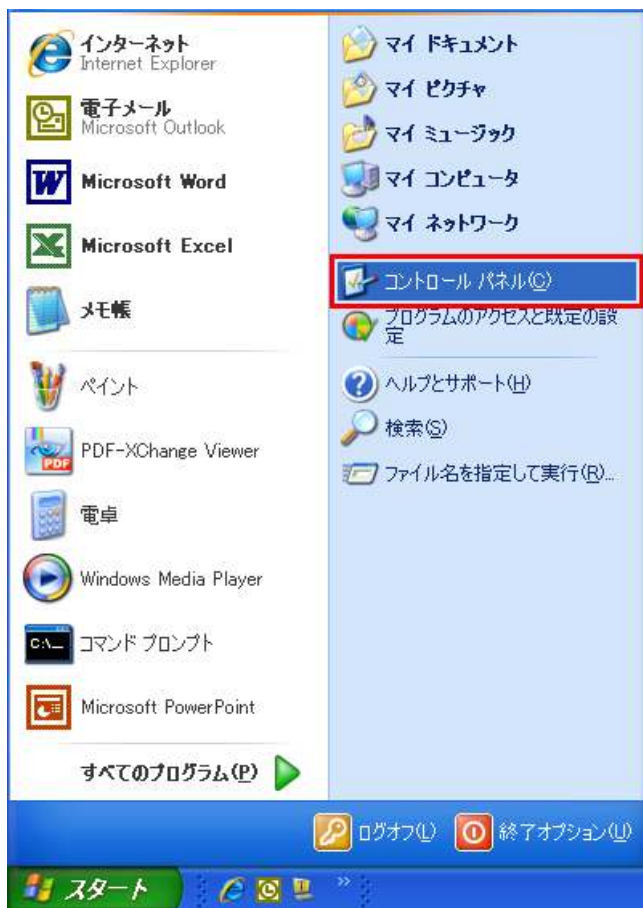 インターネット
Internet Explorer
電子メール
Microsoft Outlook
Microsoft Word
Microsoft Excel
メモ帳
ペイント
PDF-XChange Viewer
PDF
電卓
Windows Media Player
C:\_
コマンド プロンプト
Microsoft PowerPoint
すべてのプログラム(P)
マイ ドキュメント
マイ ピクチャ
マイ ミュージック
マイ コンピュータ
マイ ネットワーク
コントロール パネル(C)
プログラムのアクセスと既定の設
定
ヘルプとサポート(H)
検索(S)
ファイル名を指定して実行(R)...
ログオフ(L)
終了オプション(U)
スタート